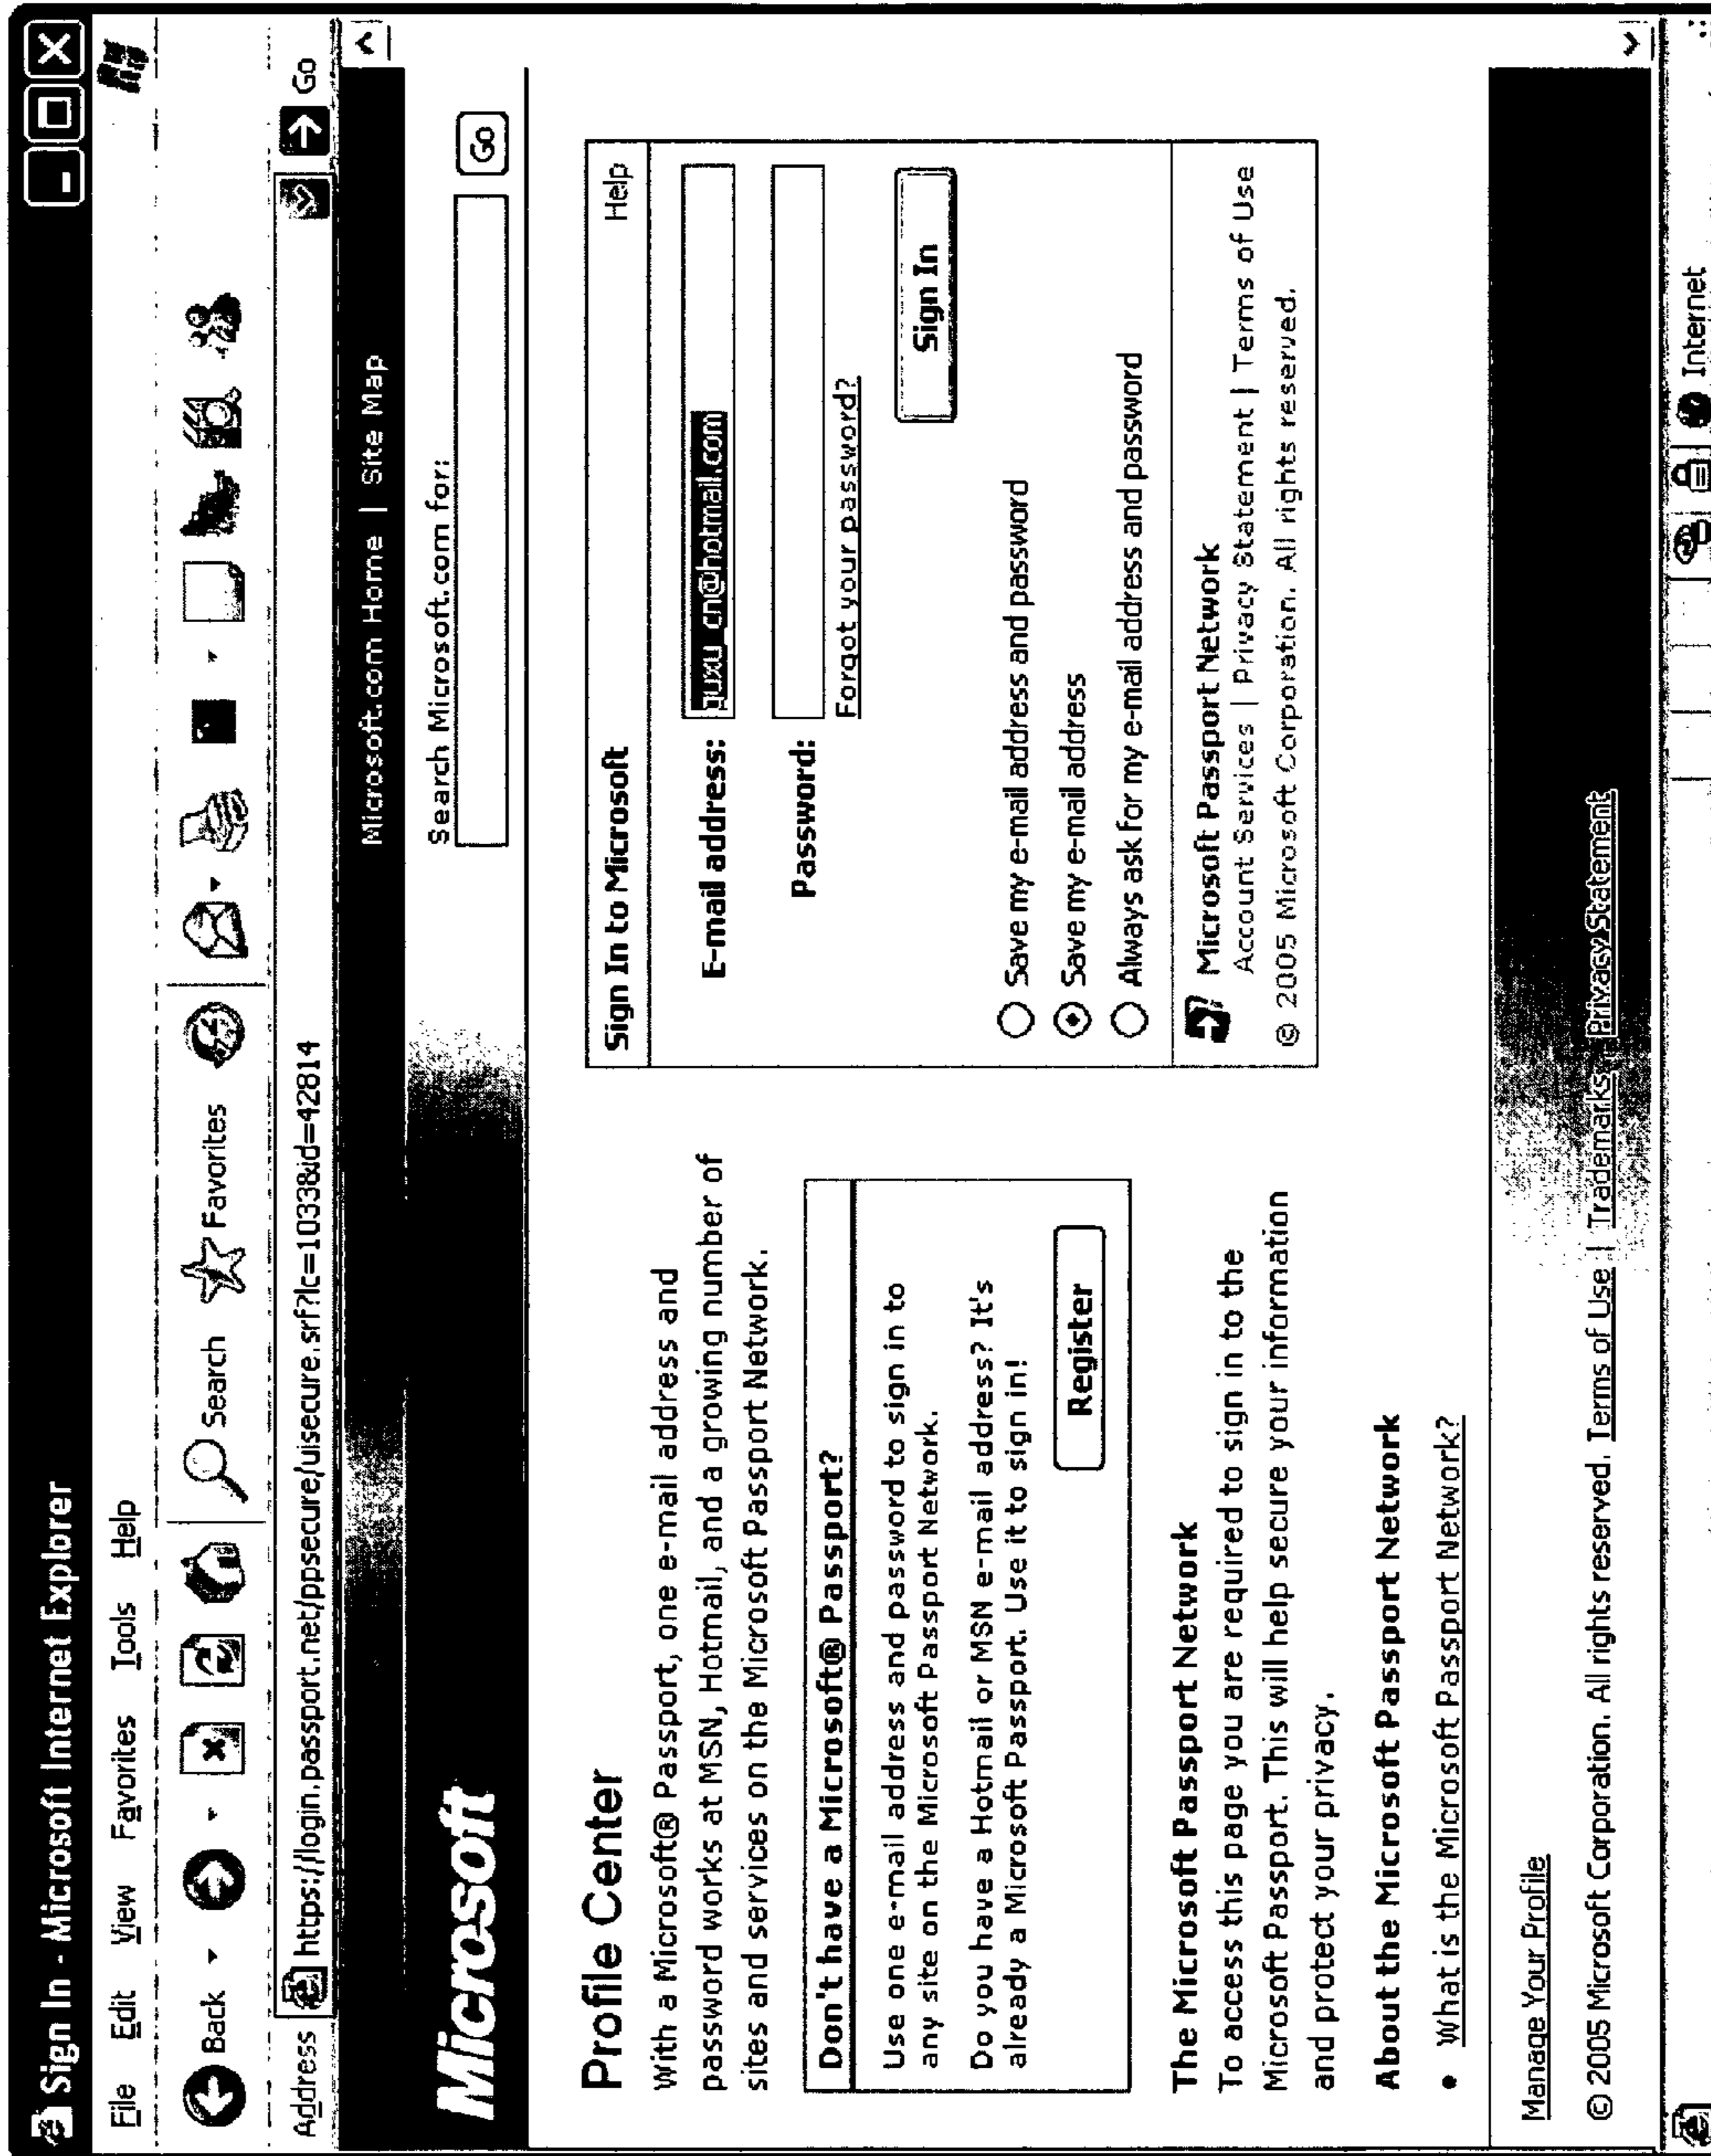 Sign In - Microsoft Internet Explorer
File Edit View Favorites Tools Help
Back Search Favorites
Address https://login.passport.net/ppsecure/uisecure.srf?lc=1033&id=42814 Go
Microsoft.com Home | Site Map
Microsoft
Search Microsoft.com for:
Go
Profile Center
With a Microsoft® Passport, one e-mail address and
password works at MSN, Hotmail, and a growing number of
sites and services on the Microsoft Passport Network.
Don't have a Microsoft® Passport?
Use one e-mail address and password to sign in to
any site on the Microsoft Passport Network.
Do you have a Hotmail or MSN e-mail address? It's
already a Microsoft Passport. Use it to sign in!
Register
The Microsoft Passport Network
To access this page you are required to sign in to the
Microsoft Passport. This will help secure your information
and protect your privacy.
About the Microsoft Passport Network
• What is the Microsoft Passport Network?
Sign In to Microsoft Help
E-mail address:
Password:
Forgot your password?
Sign In
Save my e-mail address and password
Save my e-mail address
Always ask for my e-mail address and password
Microsoft Passport Network
Account Services | Privacy Statement | Terms of Use
© 2005 Microsoft Corporation. All rights reserved.
Manage Your Profile
© 2005 Microsoft Corporation. All rights reserved. Terms of Use | Trademarks | Privacy Statement
Internet